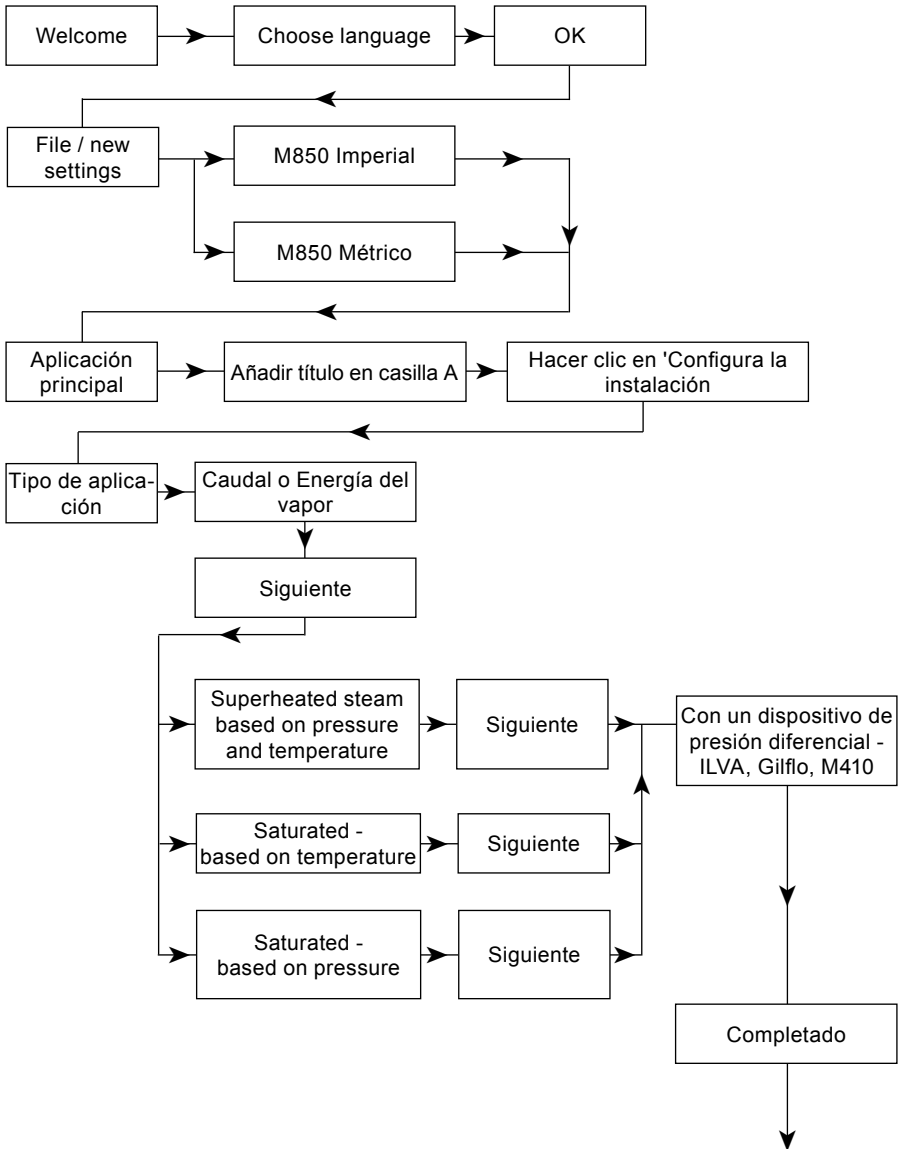 Welcome
Choose language
OK
File / new
settings
M850 Imperial
M850 Métrico
Aplicación
principal
Añadir título en casilla A
Hacer clic en 'Configura la
instalación
Tipo de aplica-
ción
Caudal o Energía del
vapor
Siguiente
Superheated steam
based on pressure
and temperature
Siguiente
Con un dispositivo de
presión diferencial -
ILVA, Gilflo, M410
Saturated -
based on temperature
Siguiente
Saturated -
based on pressure
Siguiente
Completado